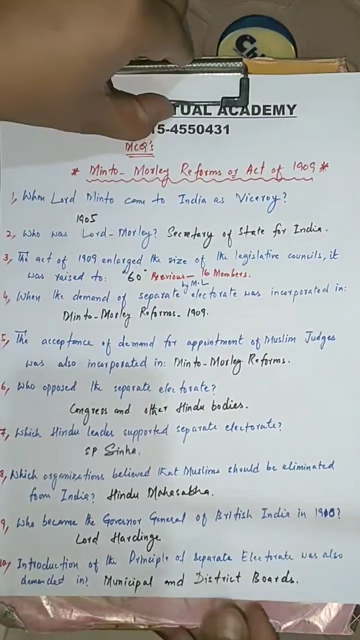 TUAL ACADEMY
15-4550431
MCQ's
* Minto-Morley Reforms or Act of 1909 *
1, When Lord Minto came to India as Viceroy?
1905
2, Who was Lord-Morley? Secretary of State for India.
3, The act of 1909 enlarged the size of the legislative councils, it
was raised to: "60" Previous - 16 Members.
by M.L
4, When the demand of separate electorate was incorporated in:
Minto-Morley Reforms-1909.
5, The acceptance of demand for appointment of Muslim Judges
was also incorporated in: Minto-Morley Reforms.
6, Who opposed the separate electorate?
Congress and other Hindu bodies.
7, Which Hindu leader supported separate electorate?
SP Sinha.
8, Which organizations believed that Muslims should be eliminated
from India? Hindu Mahasabha.
9, Who became the Governor General of British India in 1910?
Lord Hardinge
10, Introduction of the Principle of Separate Electorate was also
demanded in? Municipal and District Boards.